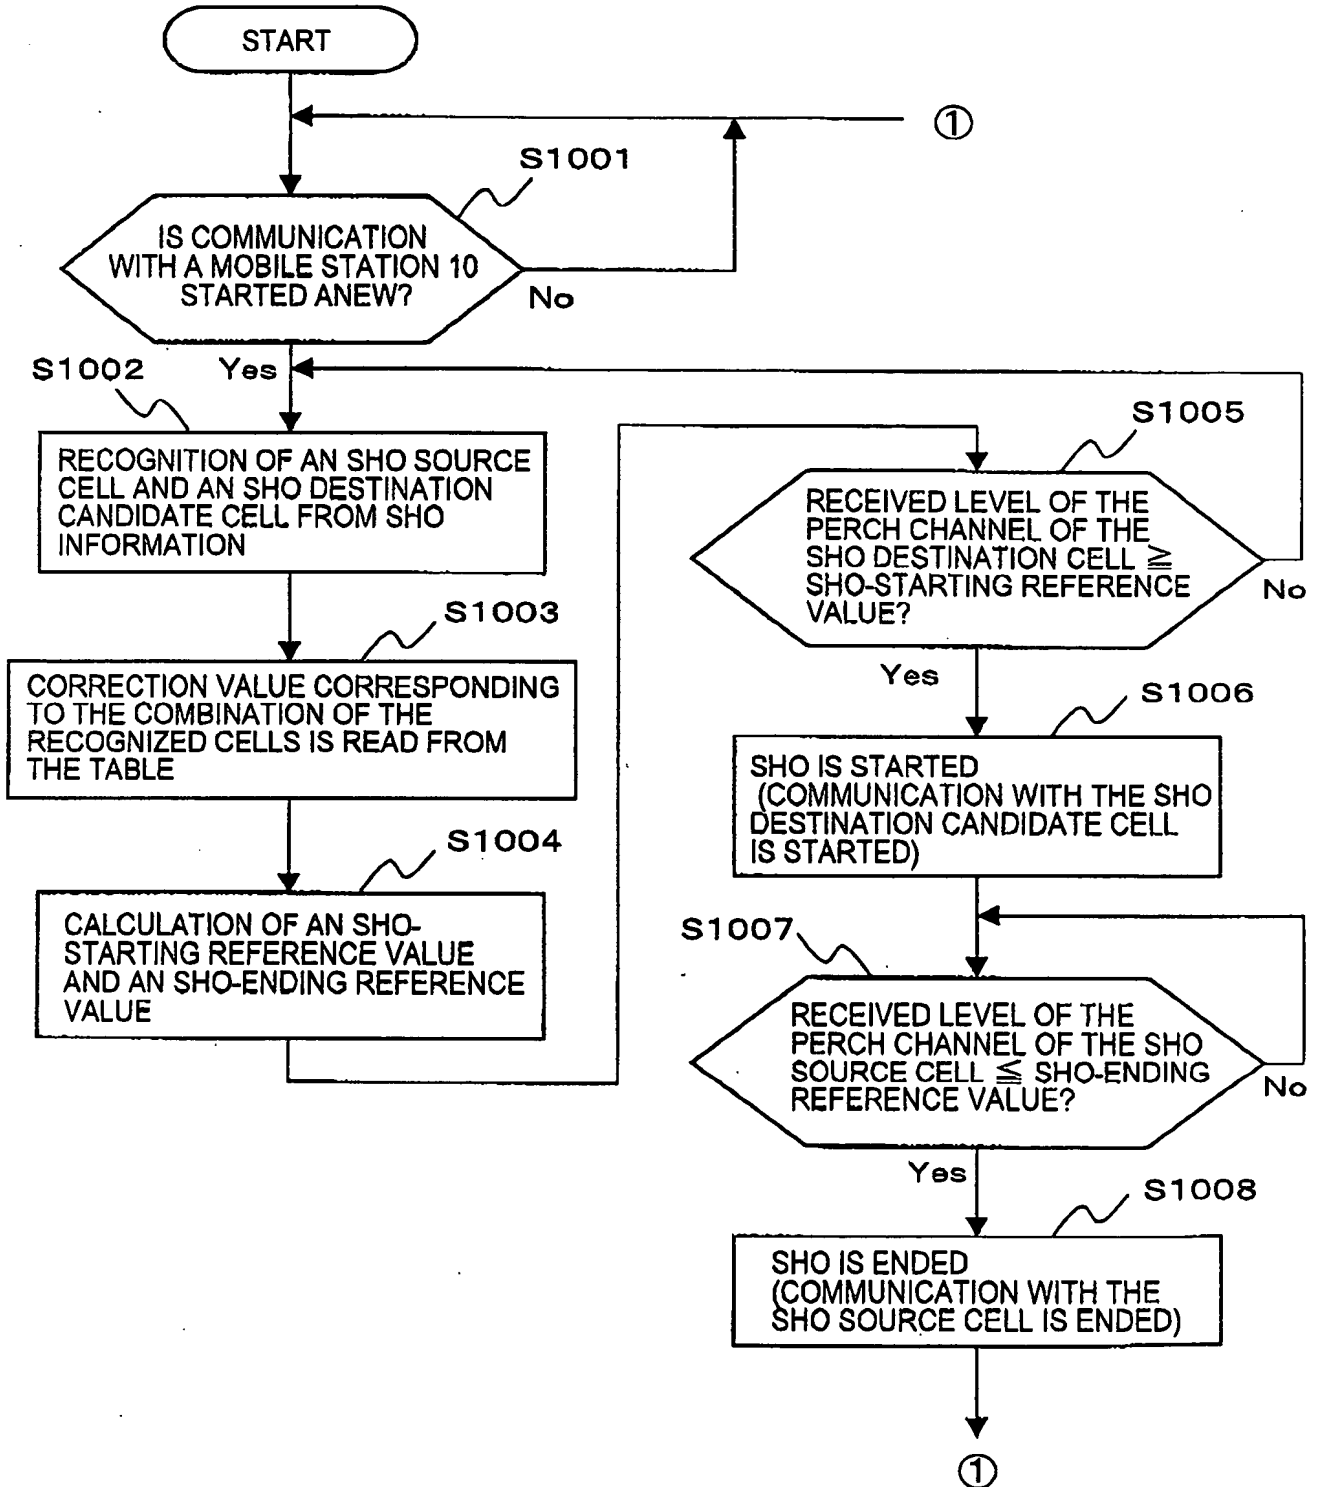 START
①
S1001
IS COMMUNICATION
WITH A MOBILE STATION 10
STARTED ANEW?
No
Yes
S1002
RECOGNITION OF AN SHO SOURCE
CELL AND AN SHO DESTINATION
CANDIDATE CELL FROM SHO
INFORMATION
S1003
CORRECTION VALUE CORRESPONDING
TO THE COMBINATION OF THE
RECOGNIZED CELLS IS READ FROM
THE TABLE
S1004
CALCULATION OF AN SHO-
STARTING REFERENCE VALUE
AND AN SHO-ENDING REFERENCE
VALUE
S1005
RECEIVED LEVEL OF THE
PERCH CHANNEL OF THE
SHO DESTINATION CELL ≧
SHO-STARTING REFERENCE
VALUE?
No
Yes
S1006
SHO IS STARTED
(COMMUNICATION WITH THE SHO
DESTINATION CANDIDATE CELL
IS STARTED)
S1007
RECEIVED LEVEL OF THE
PERCH CHANNEL OF THE SHO
SOURCE CELL ≦ SHO-ENDING
REFERENCE VALUE?
No
Yes
S1008
SHO IS ENDED
(COMMUNICATION WITH THE
SHO SOURCE CELL IS ENDED)
①